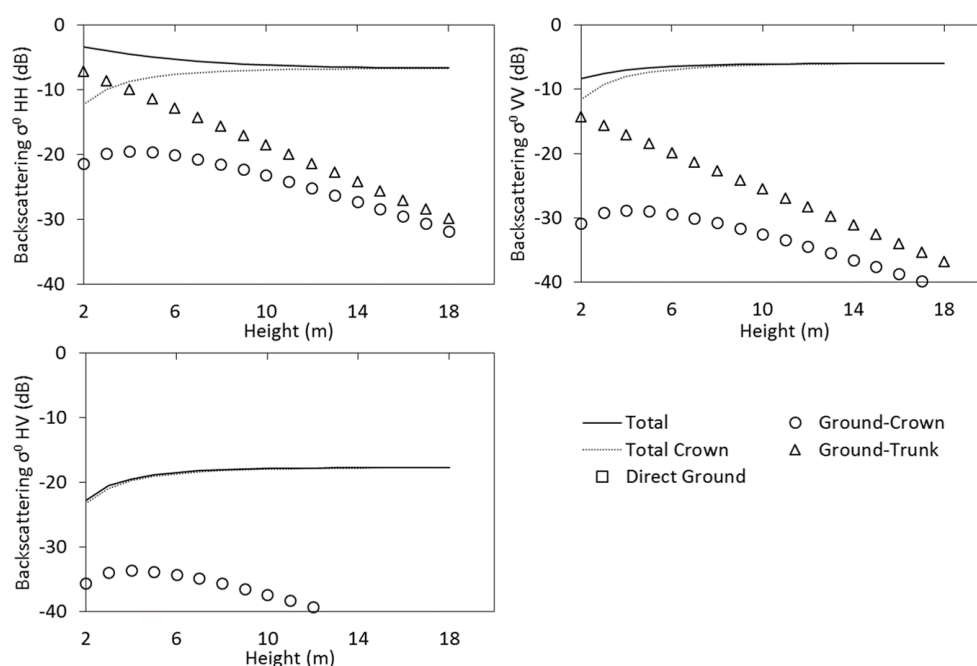 Backscattering σ⁰ HH (dB)
0
-10
-20
-30
-40
2 6 10 14 18
Height (m)
Backscattering σ⁰ VV (dB)
0
-10
-20
-30
-40
2 6 10 14 18
Height (m)
Backscattering σ⁰ HV (dB)
0
-10
-20
-30
-40
2 6 10 14 18
Height (m)
Total
Ground-Crown
Total Crown
Ground-Trunk
Direct Ground